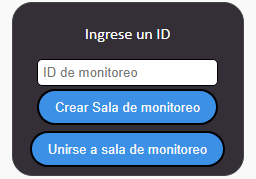 Ingrese un ID
ID de monitoreo
Crear Sala de monitoreo
Unirse a sala de monitoreo